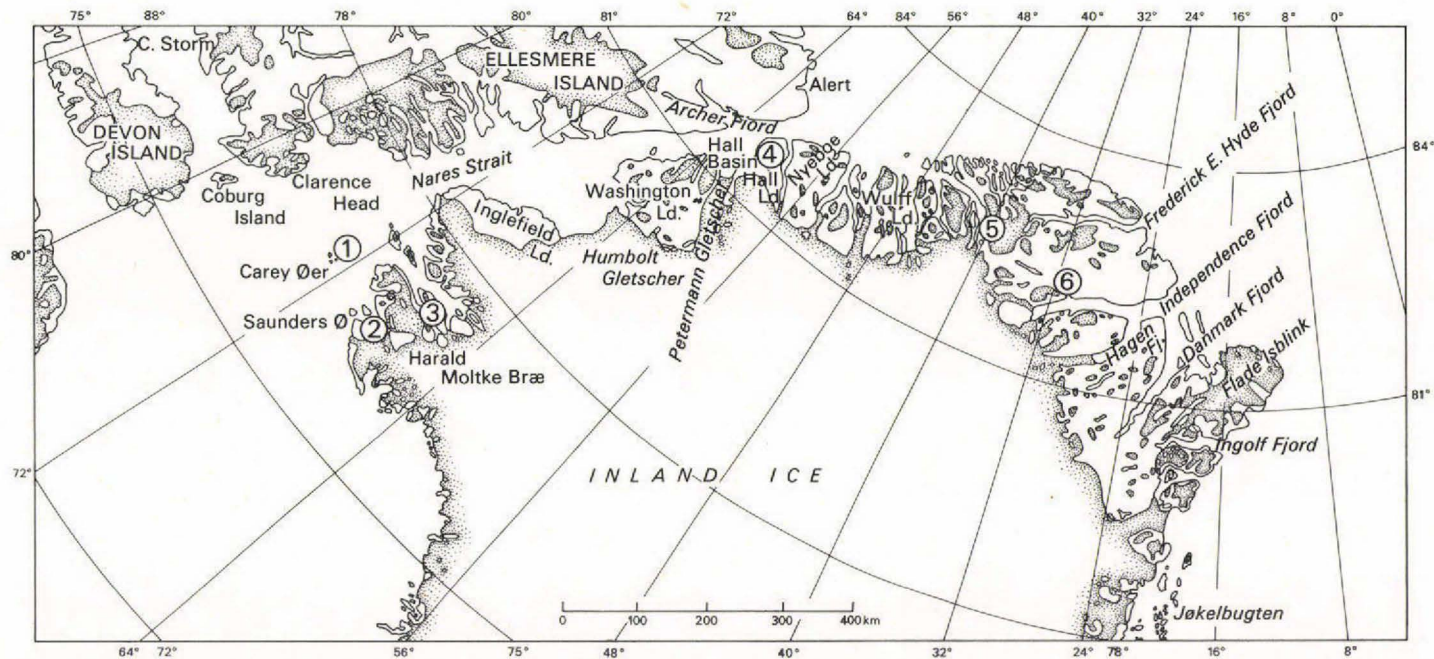 75° 88° 78° 80° 81° 72° 64° 84° 56° 48° 40° 32° 24° 16° 8° 0°
C. Storm
ELLESMERE
ISLAND
Alert
Archer Fjord
DEVON
ISLAND
Hall
Basin
4
Hall
Ld.
Nyeboe
Ld.
84°
Nares Strait
Clarence
Head
Coburg
Island
Washington
Ld.
Wulff
Ld.
Frederick E. Hyde Fjord
Inglefield
Ld.
5
80°
1
Carey Øer
Humbolt
Gletscher
Petermann Gletscher
6
Independence Fjord
Saunders Ø
2
3
Hagen
Fj.
Danmark Fjord
Harald
Moltke Bræ
Flade Isblink
81°
Ingolf Fjord
72°
INLAND ICE
0 100 200 300 400 km
Jøkelbugten
64° 72° 56° 75° 48° 40° 32° 24° 78° 16° 8°